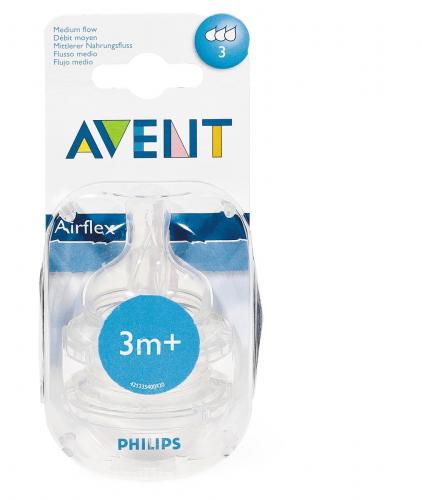 Medium flow
Débit moyen
Mittlerer Nahrungsfluss
Flusso medio
Flujo medio
3
AVENT
Airflex
3m+
PHILIPS